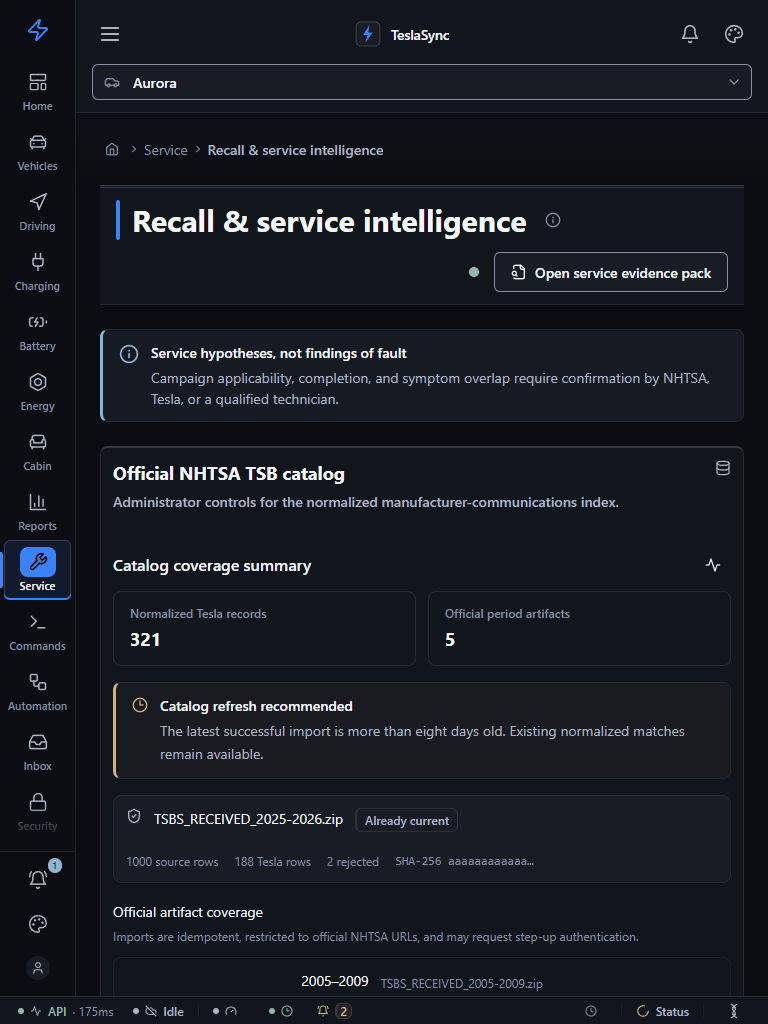 TeslaSync
Aurora
Home
Vehicles
Driving
Charging
Battery
Energy
Cabin
Reports
Service
Commands
Automation
Inbox
Security
1
Service
Recall & service intelligence
Recall & service intelligence
Open service evidence pack
Service hypotheses, not findings of fault
Campaign applicability, completion, and symptom overlap require confirmation by NHTSA,
Tesla, or a qualified technician.
Official NHTSA TSB catalog
Administrator controls for the normalized manufacturer-communications index.
Catalog coverage summary
Normalized Tesla records
321
Official period artifacts
5
Catalog refresh recommended
The latest successful import is more than eight days old. Existing normalized matches
remain available.
TSBS_RECEIVED_2025-2026.zip Already current
1000 source rows 188 Tesla rows 2 rejected SHA-256 aaaaaaaaaaaa…
Official artifact coverage
Imports are idempotent, restricted to official NHTSA URLs, and may request step-up authentication.
2005–2009 TSBS_RECEIVED_2005-2009.zip
API · 175ms Idle 2 Status